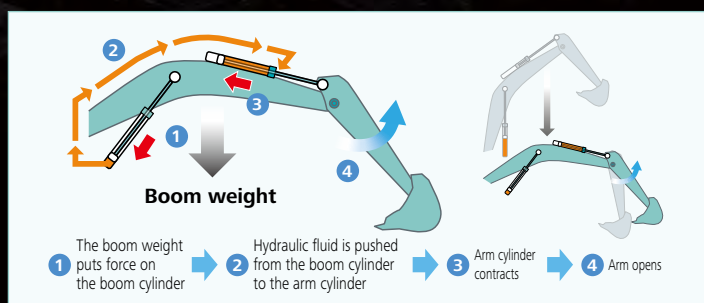 2
1
3
4
Boom weight
1 The boom weight
puts force on
the boom cylinder
2 Hydraulic fluid is pushed
from the boom cylinder
to the arm cylinder
3 Arm cylinder
contracts
4 Arm opens